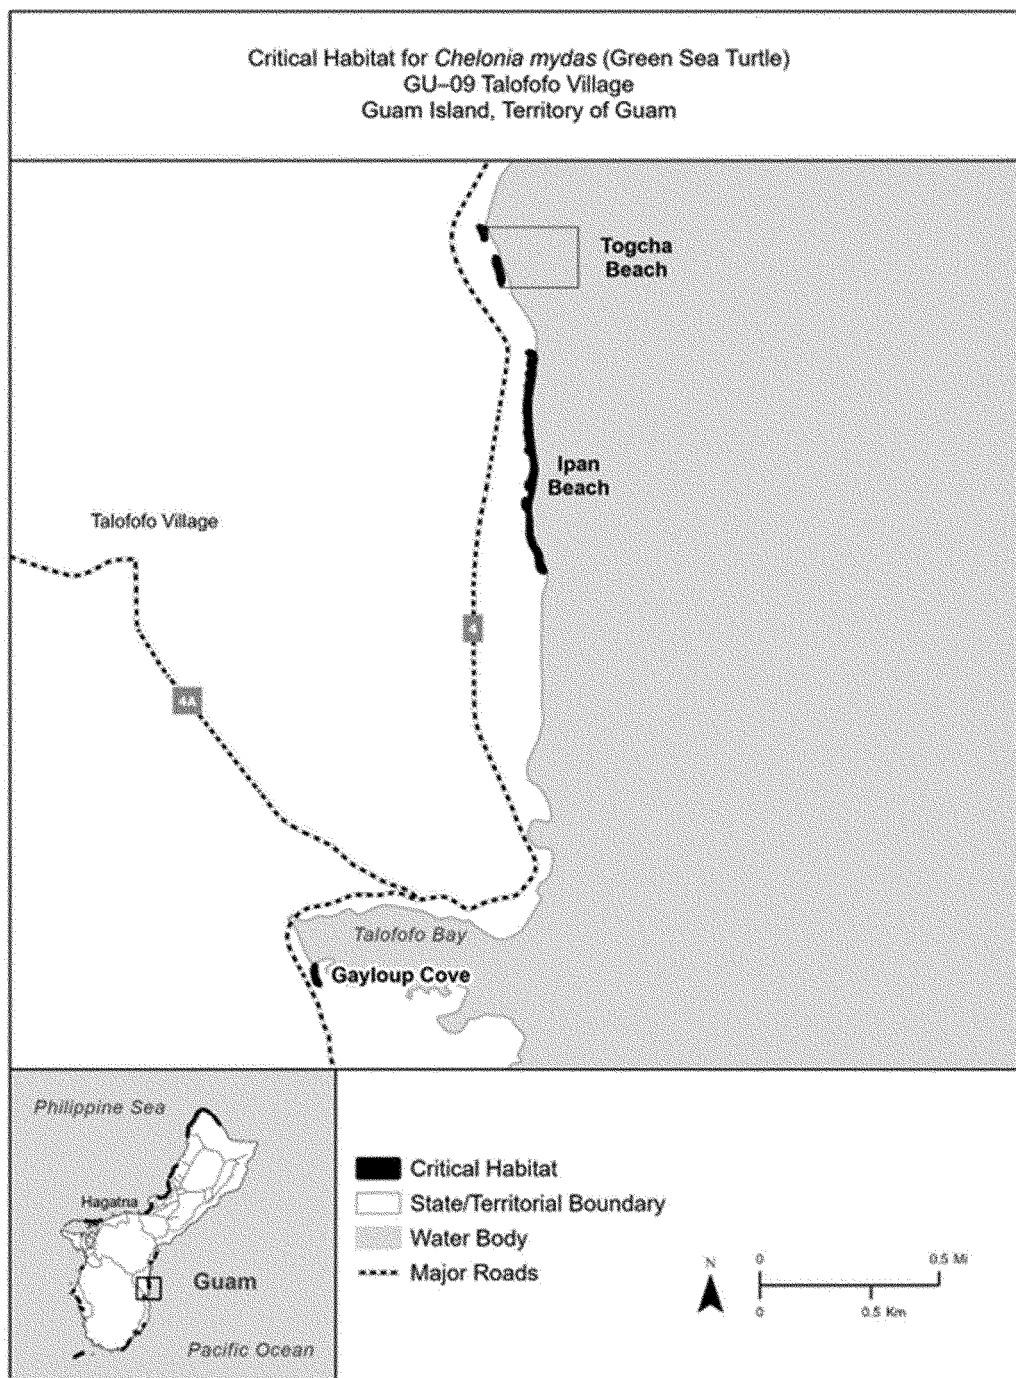 Critical Habitat for Chelonia mydas (Green Sea Turtle)
GU–09 Talofofo Village
Guam Island, Territory of Guam
Togcha
Beach
Ipan
Beach
Talofofo Village
4
4A
Talofofo Bay
Gayloup Cove
Philippine Sea
Hagatna
Guam
Pacific Ocean
Critical Habitat
State/Territorial Boundary
Water Body
Major Roads
N
0 0.5 Mi
0 0.5 Km